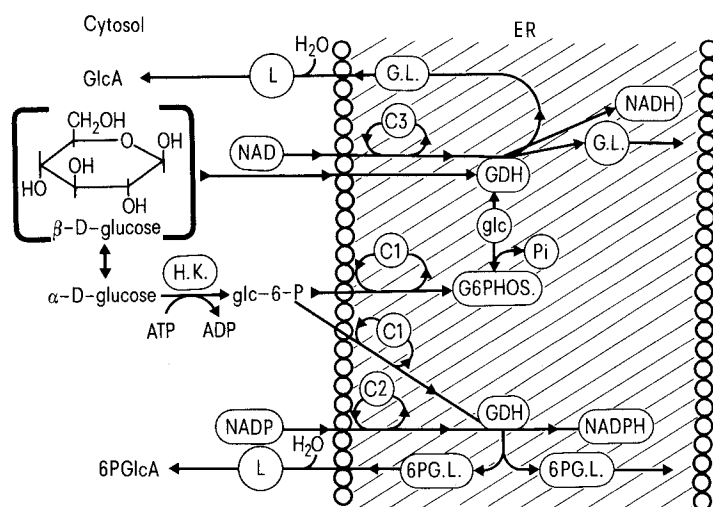 Cytosol
ER
GlcA
L
H₂O
G.L.
NADH
C3
NAD
G.L.
GDH
CH₂OH
O
OH
OH
HO
OH
β-D-glucose
glc
Pi
C1
H.K.
α-D-glucose
glc-6-P
G6PHOS.
ATP
ADP
C1
C2
GDH
NADP
NADPH
H₂O
6PGlcA
L
6PG.L.
6PG.L.